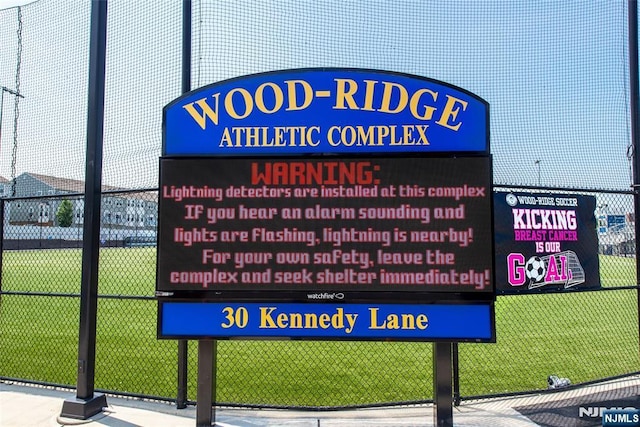 WOOD-RIDGE
ATHLETIC COMPLEX
WARNING:
Lightning detectors are installed at this complex
If you hear an alarm sounding and
lights are flashing, lightning is nearby!
For your own safety, leave the
complex and seek shelter immediately!
watchfire
30 Kennedy Lane
WOOD-RIDGE SOCCER
KICKING
BREAST CANCER
IS OUR
GOAL
NJMLS
NJMLS